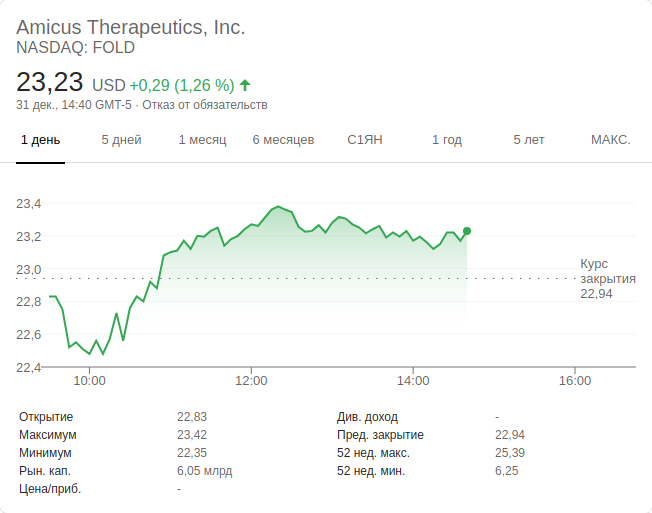 Amicus Therapeutics, Inc.
NASDAQ: FOLD
23,23 USD +0,29 (1,26 %)
31 дек., 14:40 GMT-5 · Отказ от обязательств
1 день 5 дней 1 месяц 6 месяцев С1ЯН 1 год 5 лет МАКС.
23,4
23,2
23,0
22,8
22,6
22,4
Курс
закрытия
22,94
10:00 12:00 14:00 16:00
Открытие 22,83 Див. доход -
Максимум 23,42 Пред. закрытие 22,94
Минимум 22,35 52 нед. макс. 25,39
Рын. кап. 6,05 млрд 52 нед. мин. 6,25
Цена/приб. -